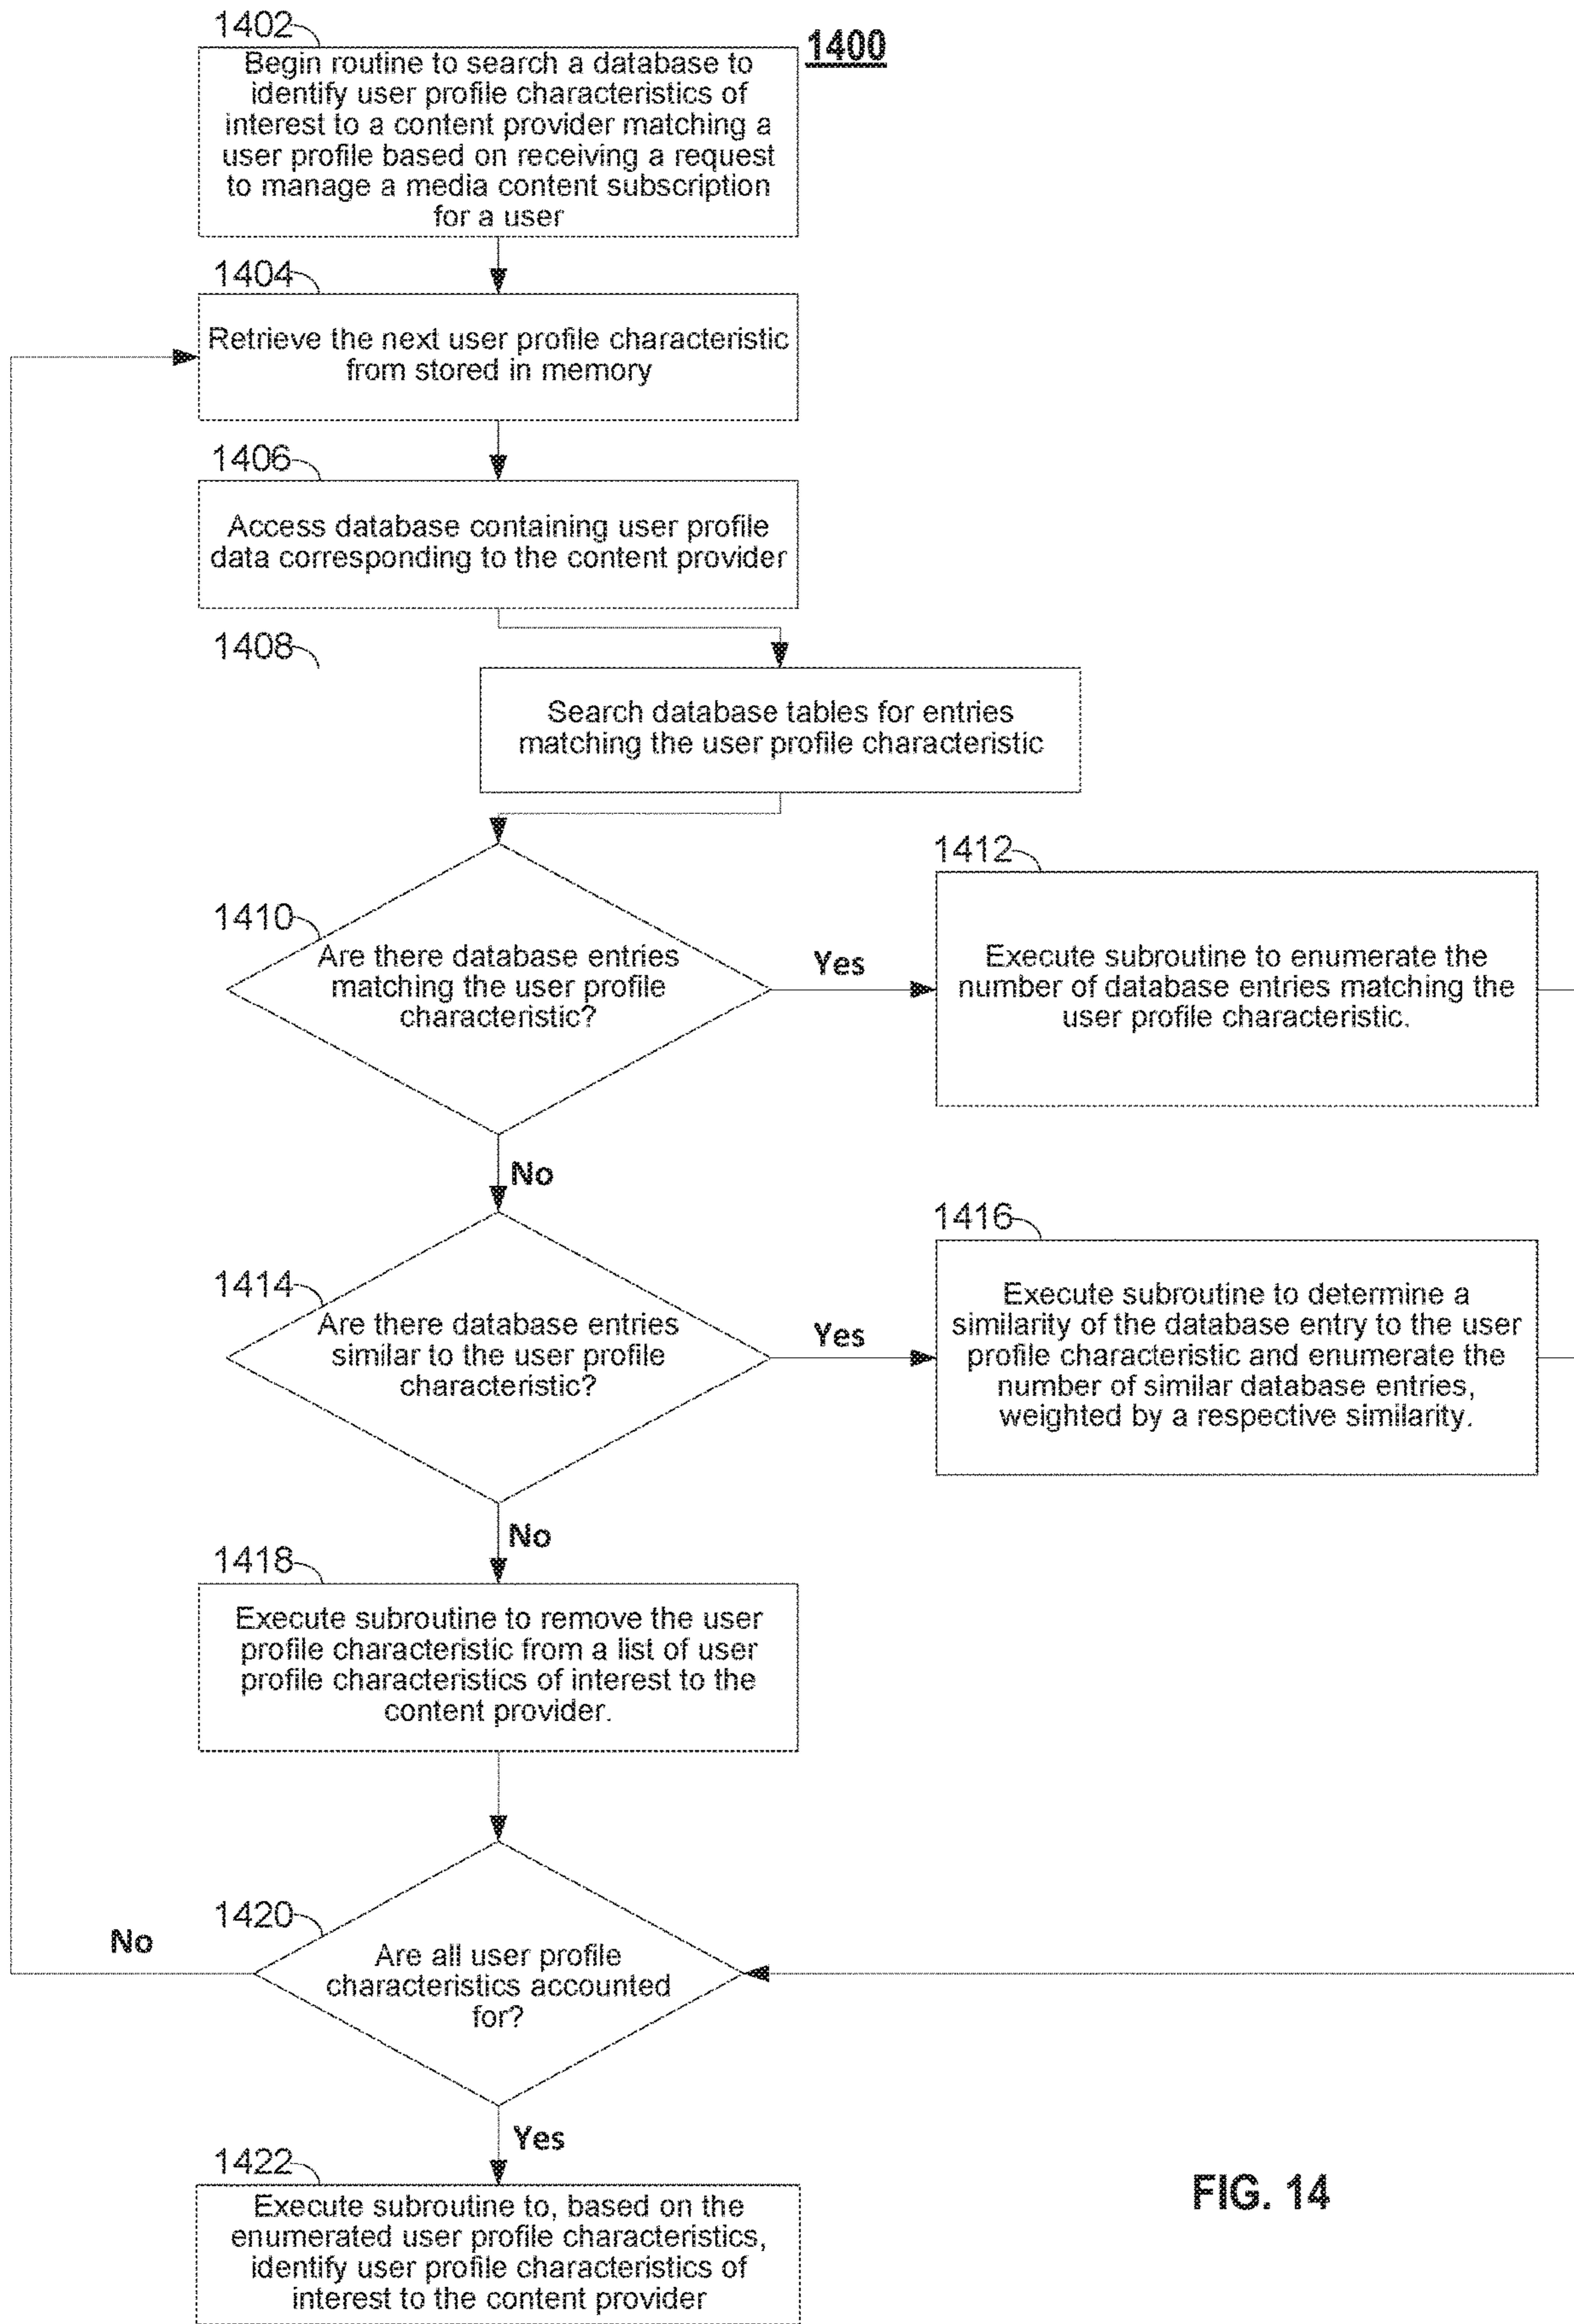 1402
1400
Begin routine to search a database to
identify user profile characteristics of
interest to a content provider matching a
user profile based on receiving a request
to manage a media content subscription
for a user
1404
Retrieve the next user profile characteristic
from stored in memory
1406
Access database containing user profile
data corresponding to the content provider
1408
Search database tables for entries
matching the user profile characteristic
1410
Are there database entries
matching the user profile
characteristic?
Yes
1412
Execute subroutine to enumerate the
number of database entries matching the
user profile characteristic.
No
1414
Are there database entries
similar to the user profile
characteristic?
Yes
1416
Execute subroutine to determine a
similarity of the database entry to the user
profile characteristic and enumerate the
number of similar database entries,
weighted by a respective similarity.
No
1418
Execute subroutine to remove the user
profile characteristic from a list of user
profile characteristics of interest to the
content provider.
1420
Are all user profile
characteristics accounted
for?
No
Yes
1422
Execute subroutine to, based on the
enumerated user profile characteristics,
identify user profile characteristics of
interest to the content provider
FIG. 14